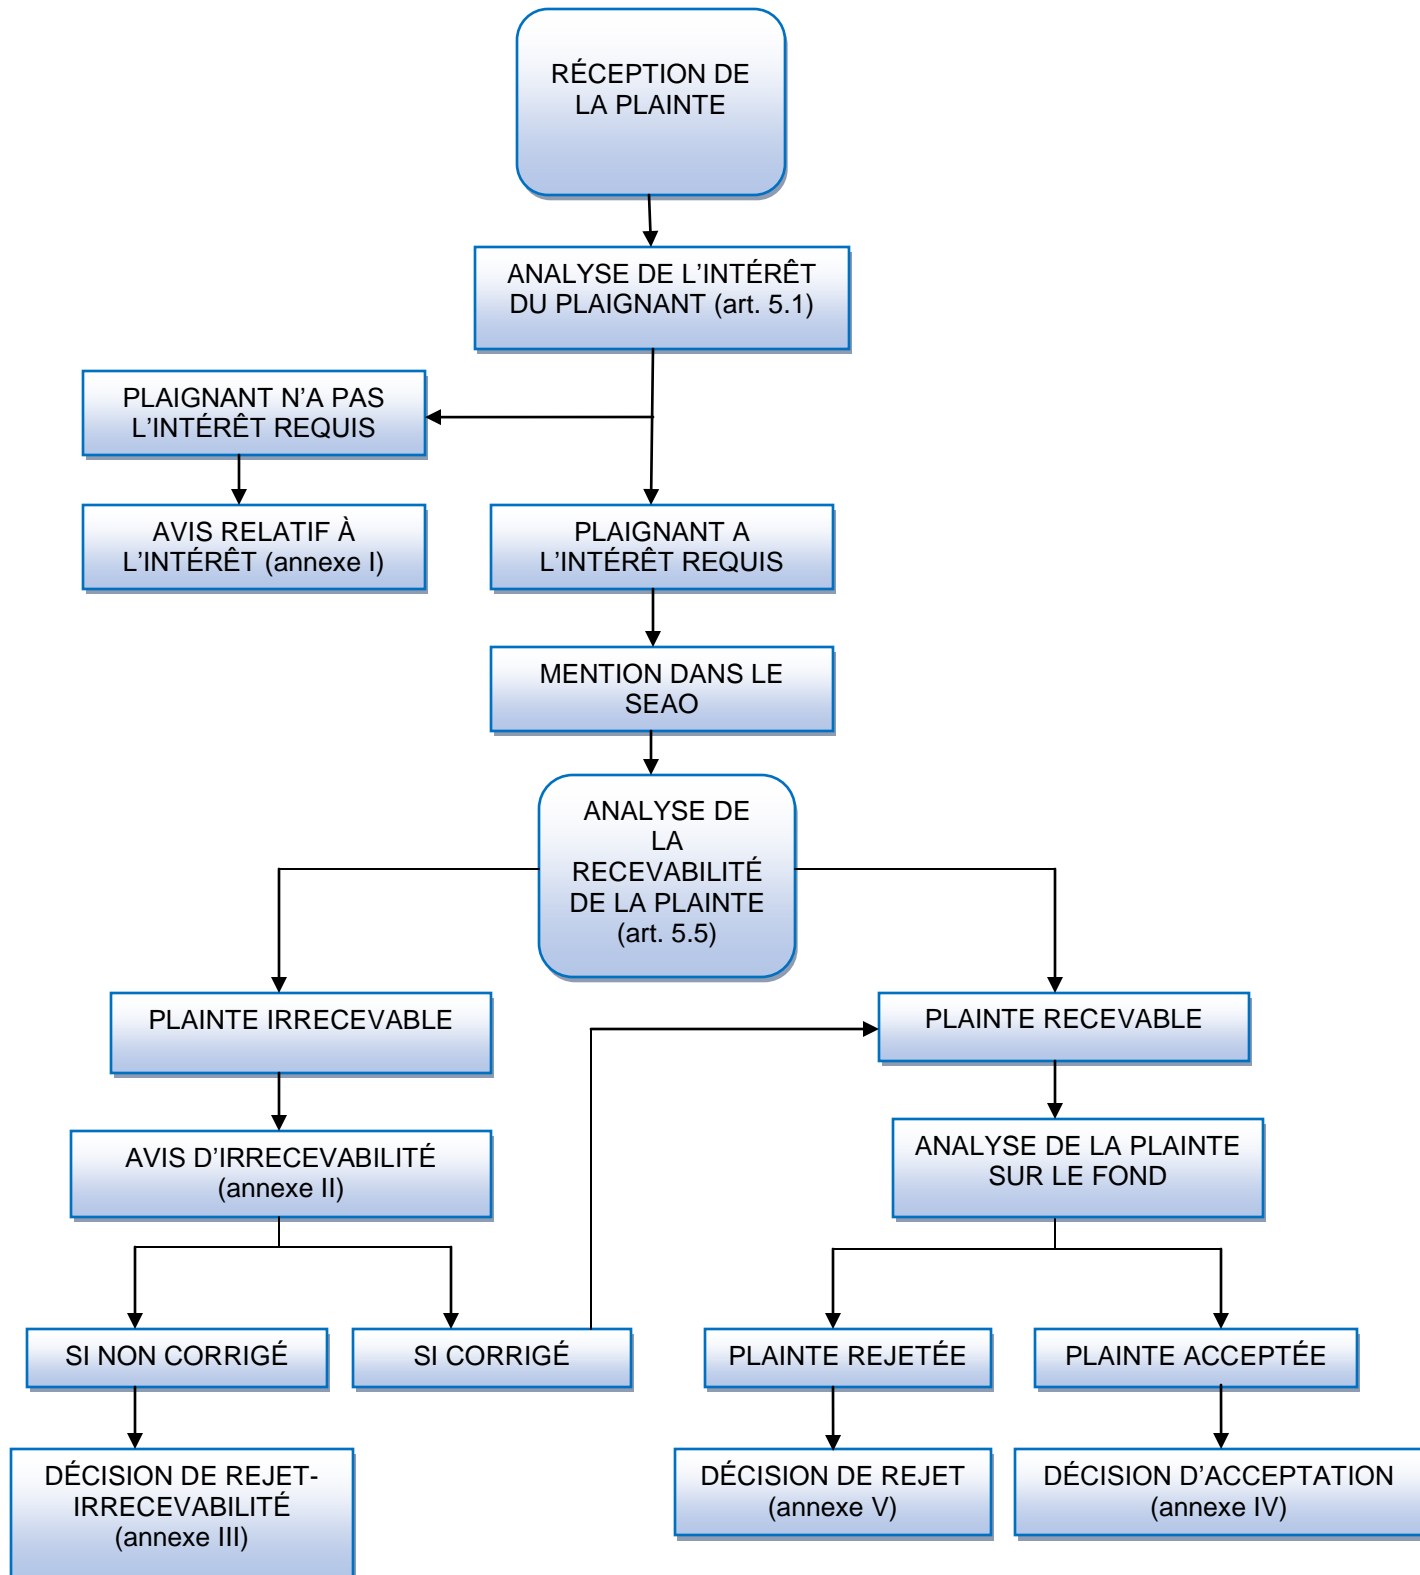 RÉCEPTION DE
LA PLAINTE
ANALYSE DE L’INTÉRÊT
DU PLAIGNANT (art. 5.1)
PLAIGNANT N’A PAS
L’INTÉRÊT REQUIS
AVIS RELATIF À
L’INTÉRÊT (annexe I)
PLAIGNANT A
L’INTÉRÊT REQUIS
MENTION DANS LE
SEAO
ANALYSE DE
LA
RECEVABILITÉ
DE LA PLAINTE
(art. 5.5)
PLAINTE IRRECEVABLE
PLAINTE RECEVABLE
AVIS D’IRRECEVABILITÉ
(annexe II)
ANALYSE DE LA PLAINTE
SUR LE FOND
SI NON CORRIGÉ
SI CORRIGÉ
PLAINTE REJETÉE
PLAINTE ACCEPTÉE
DÉCISION DE REJET-
IRRECEVABILITÉ
(annexe III)
DÉCISION DE REJET
(annexe V)
DÉCISION D’ACCEPTATION
(annexe IV)